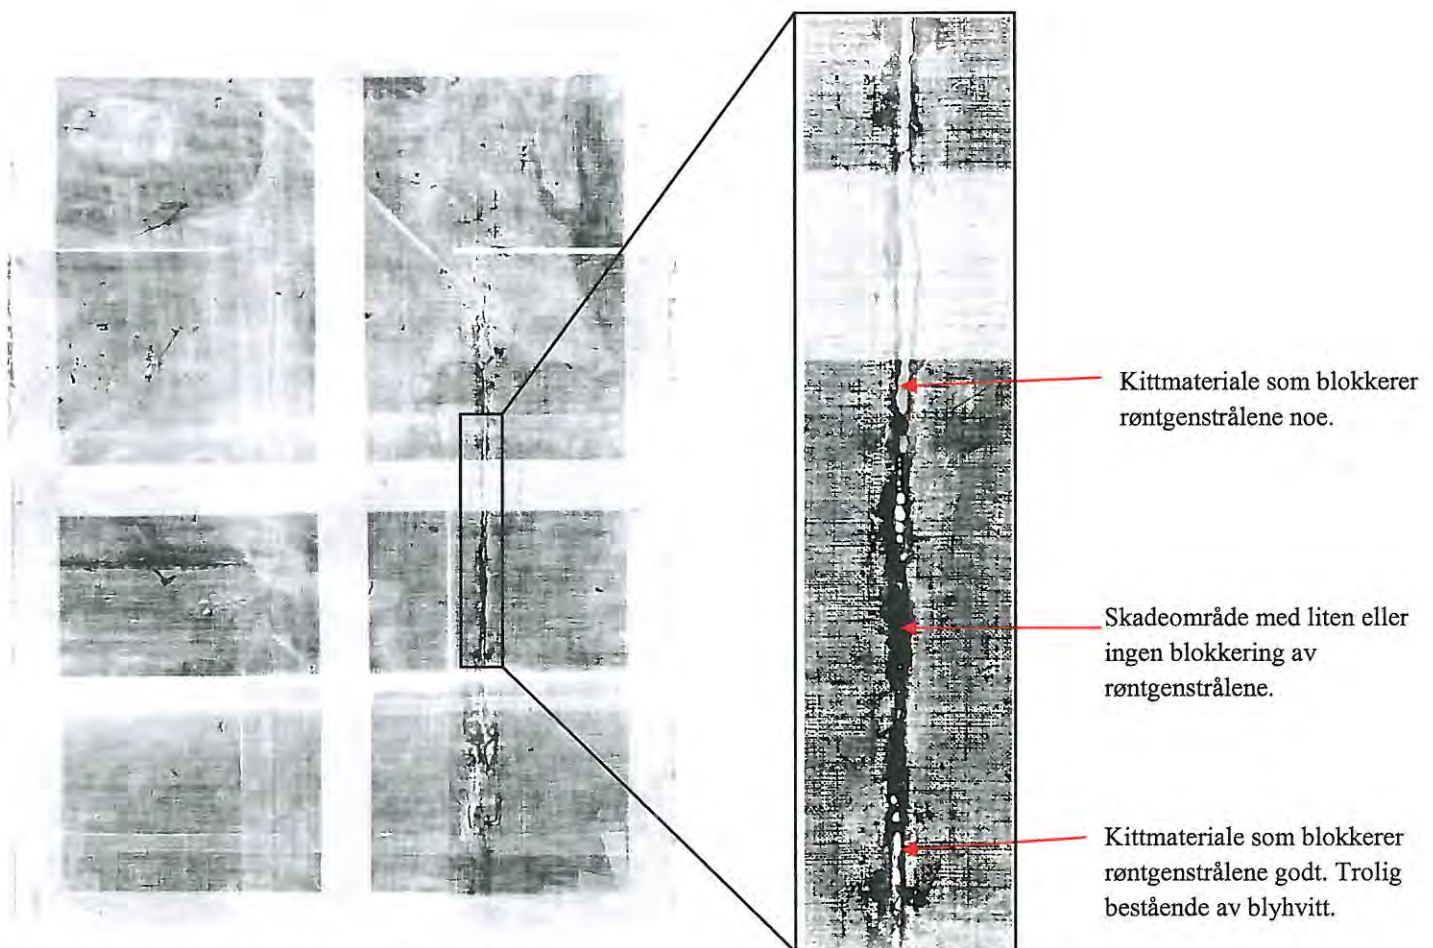 Kittmateriale som blokkerer
røntgenstrålene noe.
Skadeområde med liten eller
ingen blokkering av
røntgenstrålene.
Kittmateriale som blokkerer
røntgenstrålene godt. Trolig
bestående av blyhvitt.